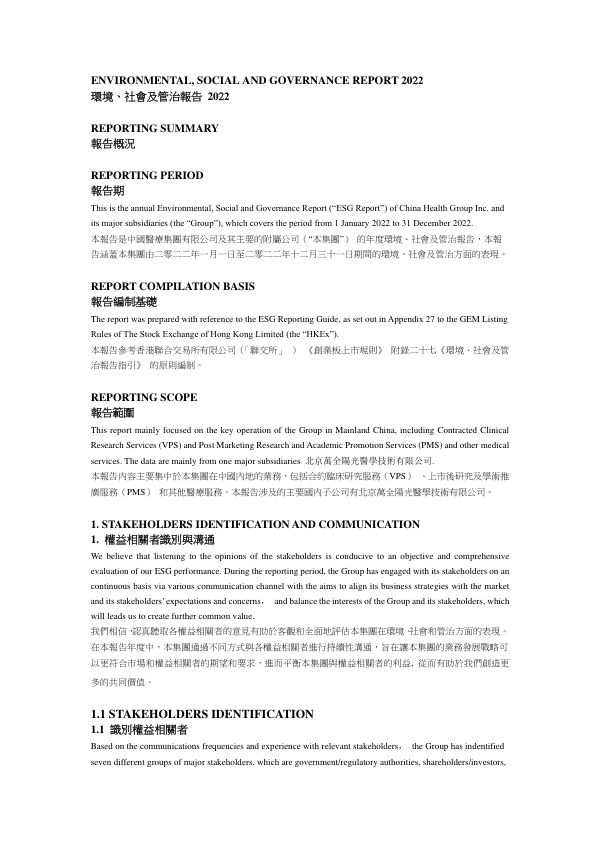 ENVIRONMENTAL, SOCIAL AND GOVERNANCE REPORT 2022
環境、社會及管治報告 2022
REPORTING SUMMARY
報告概況
REPORTING PERIOD
報告期
This is the annual Environmental, Social and Governance Report (“ESG Report”) of China Health Group Inc. and
its major subsidiaries (the “Group”), which covers the period from 1 January 2022 to 31 December 2022.
本報告是中國醫療集團有限公司及其主要的附屬公司（“本集團”） 的年度環境、社會及管治報告，本報
告涵蓋本集團由二零二二年一月一日至二零二二年十二月三十一日期間的環境、社會及管治方面的表現。
REPORT COMPILATION BASIS
報告編制基礎
The report was prepared with reference to the ESG Reporting Guide, as set out in Appendix 27 to the GEM Listing
Rules of The Stock Exchange of Hong Kong Limited (the “HKEx”).
本報告參考香港聯合交易所有限公司（「聯交所」 ） 《創業板上市規則》 附錄二十七《環境、社會及管
治報告指引》 的原則編制。
REPORTING SCOPE
報告範圍
This report mainly focused on the key operation of the Group in Mainland China, including Contracted Clinical
Research Services (VPS) and Post Marketing Research and Academic Promotion Services (PMS) and other medical
services. The data are mainly from one major subsidiaries 北京萬全陽光醫學技術有限公司.
本報告內容主要集中於本集團在中國內地的業務，包括合約臨床研究服務（VPS） 、上市後研究及學術推
廣服務（PMS） 和其他醫療服務。本報告涉及的主要國內子公司有北京萬全陽光醫學技術有限公司。
1. STAKEHOLDERS IDENTIFICATION AND COMMUNICATION
1. 權益相關者識別與溝通
We believe that listening to the opinions of the stakeholders is conducive to an objective and comprehensive
evaluation of our ESG performance. During the reporting period, the Group has engaged with its stakeholders on an
continuous basis via various communication channel with the aims to align its business strategies with the market
and its stakeholders’ expectations and concerns， and balance the interests of the Group and its stakeholders, which
will leads us to create further common value.
我們相信，認真聽取各權益相關者的意見有助於客觀和全面地評估本集團在環境、社會和管治方面的表現。
在本報告年度中，本集團通過不同方式與各權益相關者進行持續性溝通，旨在讓本集團的業務發展戰略可
以更符合市場和權益相關者的期望和要求，進而平衡本集團與權益相關者的利益，從而有助於我們創造更
多的共同價值。
1.1 STAKEHOLDERS IDENTIFICATION
1.1 識別權益相關者
Based on the communications frequencies and experience with relevant stakeholders， the Group has indentified
seven different groups of major stakeholders, which are government/regulatory authorities, shareholders/investors,